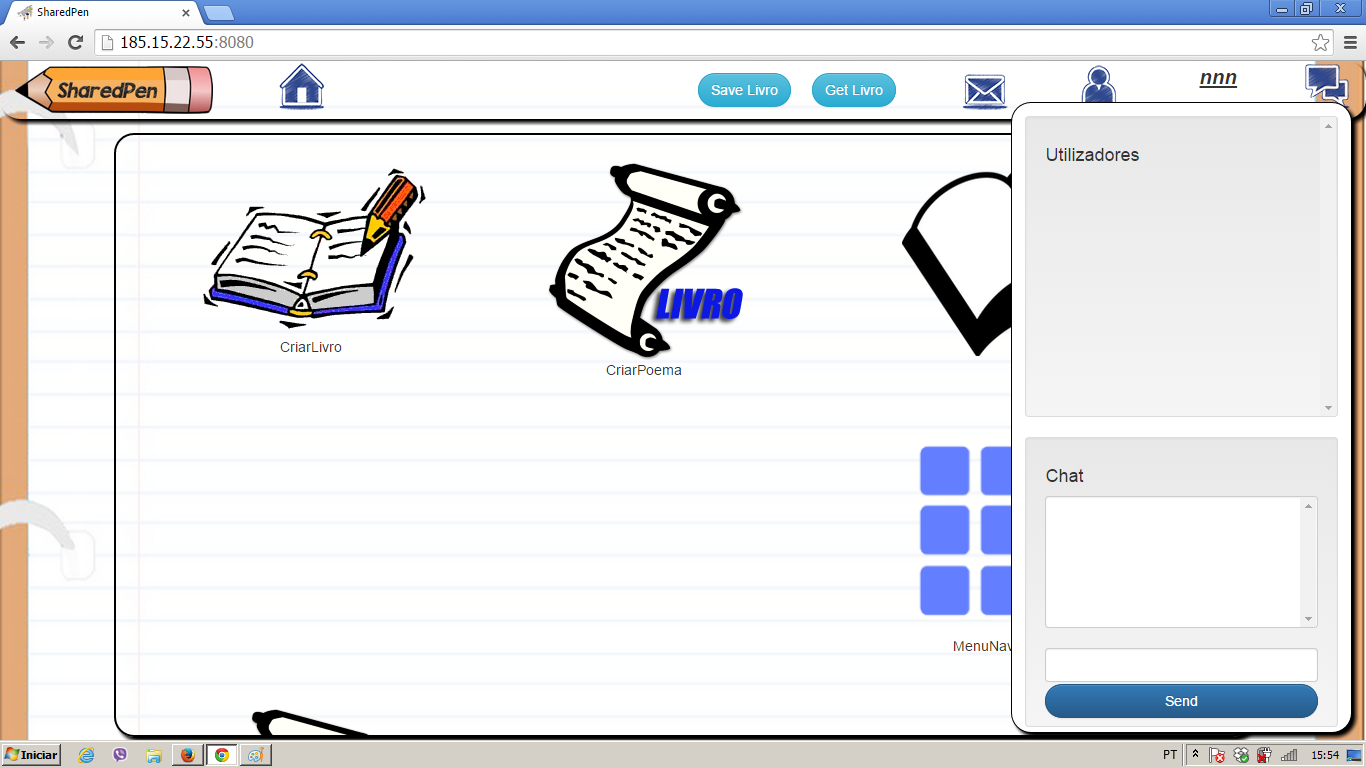 SharedPen
185.15.22.55:8080
SharedPen
Save Livro
Get Livro
nnn
Utilizadores
LIVRO
CriarLivro
CriarPoema
Chat
MenuNav
Send
Iniciar
PT
15:54